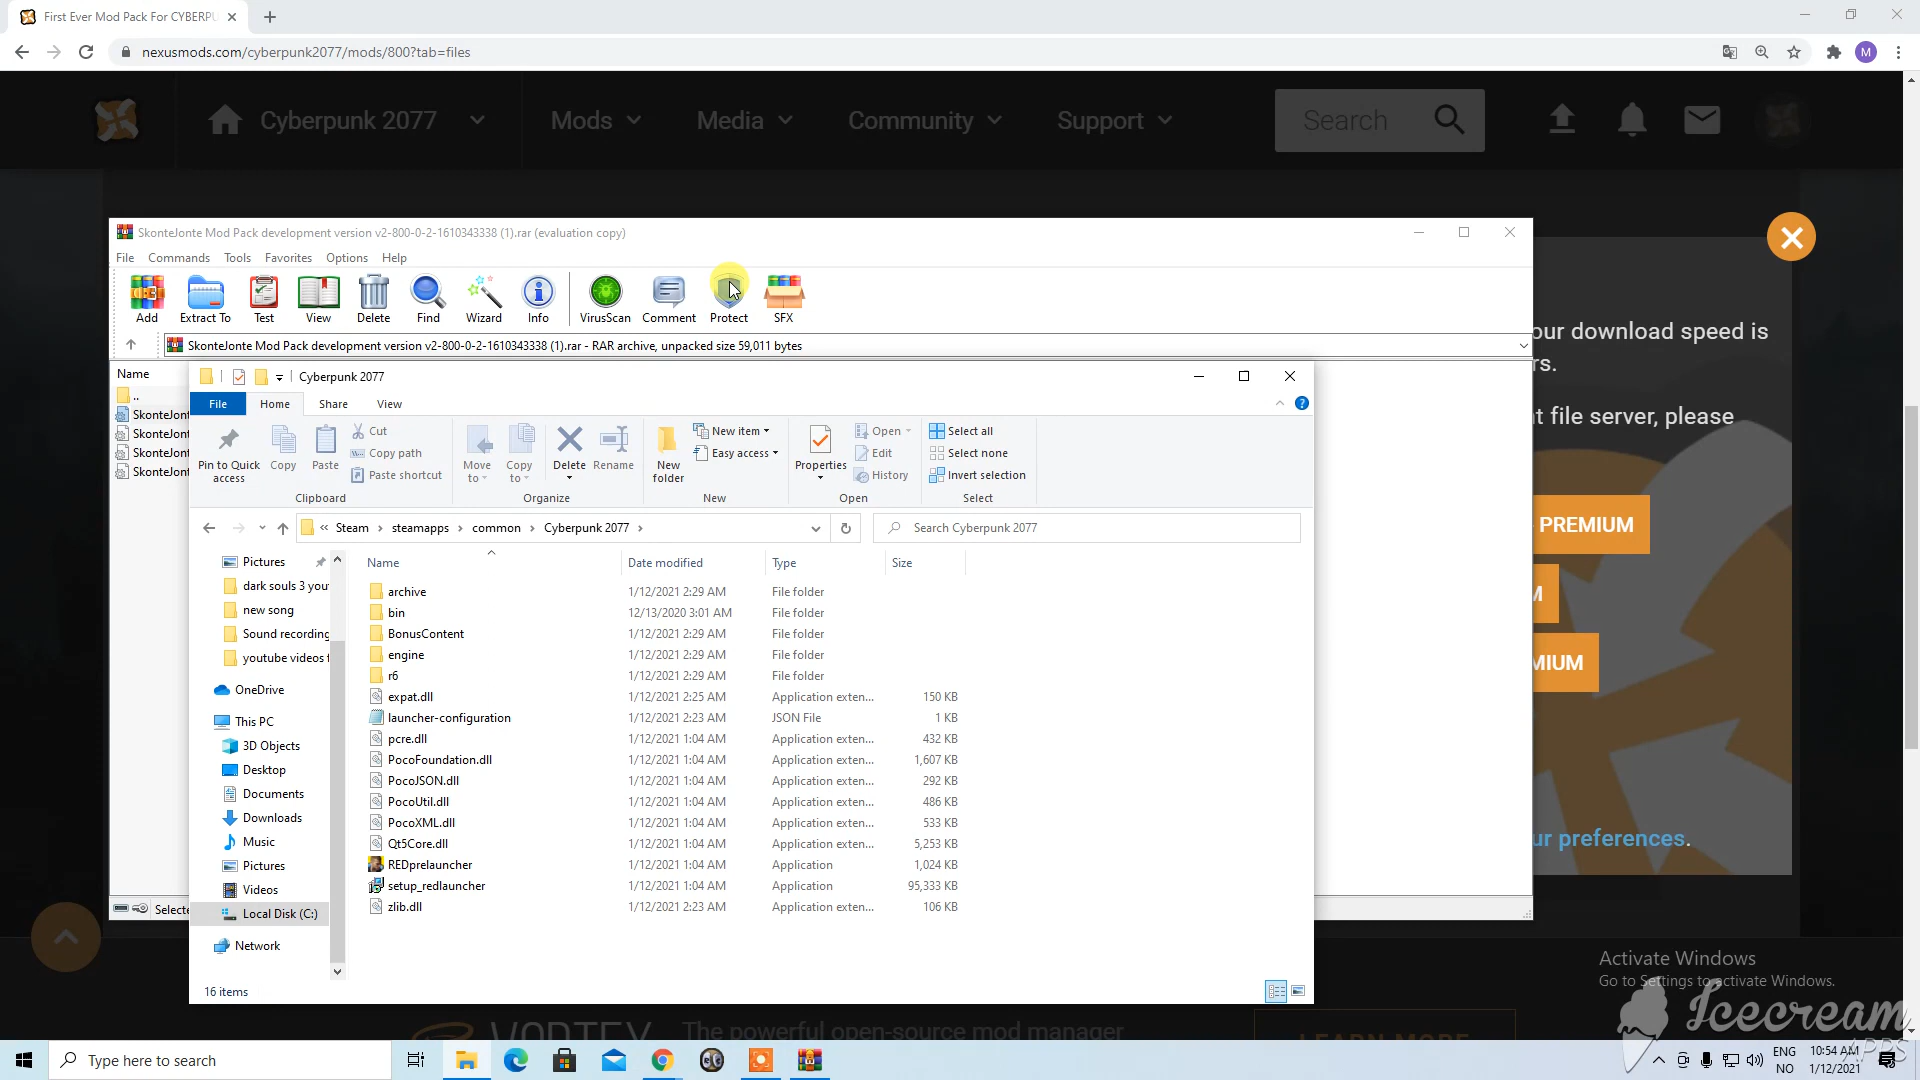 First Ever Mod Pack For CYBERPU
nexusmods.com/cyberpunk2077/mods/800?tab=files
M
Cyberpunk 2077
Mods
Media
Community
Support
Search
SkonteJonte Mod Pack development version v2-800-0-2-1610343338 (1).rar (evaluation copy)
File Commands Tools Favorites Options Help
Add Extract To Test View Delete Find Wizard Info VirusScan Comment Protect SFX
SkonteJonte Mod Pack development version v2-800-0-2-1610343338 (1).rar - RAR archive, unpacked size 59,011 bytes
Name
..
SkonteJont
SkonteJont
SkonteJont
SkonteJont
Selecte
our download speed is
rs.
nt file server, please
PREMIUM
M
MIUM
ur preferences.
Cyberpunk 2077
File Home Share View
Pin to Quick access
Copy
Paste
Cut
Copy path
Paste shortcut
Clipboard
Move to
Copy to
Delete
Rename
Organize
New folder
New item
Easy access
New
Properties
Open
Edit
History
Open
Select all
Select none
Invert selection
Select
« Steam › steamapps › common › Cyberpunk 2077 ›
Search Cyberpunk 2077
Pictures
dark souls 3 you
new song
Sound recording
youtube videos f
OneDrive
This PC
3D Objects
Desktop
Documents
Downloads
Music
Pictures
Videos
Local Disk (C:)
Network
Name Date modified Type Size
archive 1/12/2021 2:29 AM File folder
bin 12/13/2020 3:01 AM File folder
BonusContent 1/12/2021 2:29 AM File folder
engine 1/12/2021 2:29 AM File folder
r6 1/12/2021 2:29 AM File folder
expat.dll 1/12/2021 2:25 AM Application exten... 150 KB
launcher-configuration 1/12/2021 2:23 AM JSON File 1 KB
pcre.dll 1/12/2021 1:04 AM Application exten... 432 KB
PocoFoundation.dll 1/12/2021 1:04 AM Application exten... 1,607 KB
PocoJSON.dll 1/12/2021 1:04 AM Application exten... 292 KB
PocoUtil.dll 1/12/2021 1:04 AM Application exten... 486 KB
PocoXML.dll 1/12/2021 1:04 AM Application exten... 533 KB
Qt5Core.dll 1/12/2021 1:04 AM Application exten... 5,253 KB
REDprelauncher 1/12/2021 1:04 AM Application 1,024 KB
setup_redlauncher 1/12/2021 1:04 AM Application 95,333 KB
zlib.dll 1/12/2021 2:23 AM Application exten... 106 KB
16 items
VORTEX The powerful open-source mod manager
LEARN MORE
Activate Windows
Go to Settings to activate Windows.
Icecream
APPS
Type here to search
ENG
NO
10:54 AM
1/12/2021